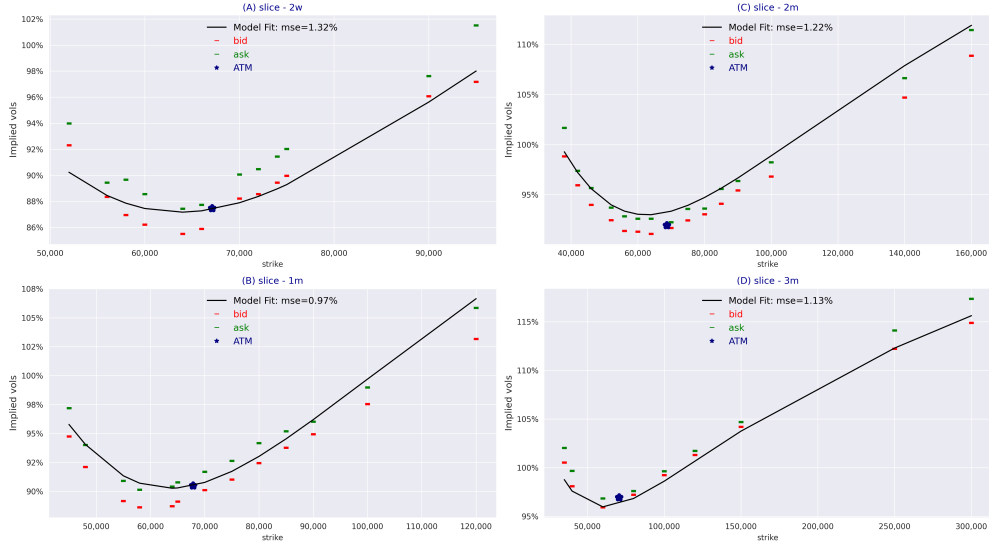 (A) slice - 2w
102%
100%
98%
96%
94%
92%
90%
88%
86%
Implied vols
Model Fit: mse=1.32%
bid
ask
ATM
50,000 60,000 70,000 80,000 90,000
strike
(C) slice - 2m
110%
105%
100%
95%
Implied vols
Model Fit: mse=1.22%
bid
ask
ATM
40,000 60,000 80,000 100,000 120,000 140,000 160,000
strike
(B) slice - 1m
108%
105%
102%
100%
98%
95%
92%
90%
Implied vols
Model Fit: mse=0.97%
bid
ask
ATM
50,000 60,000 70,000 80,000 90,000 100,000 110,000 120,000
strike
(D) slice - 3m
115%
110%
105%
100%
95%
Implied vols
Model Fit: mse=1.13%
bid
ask
ATM
50,000 100,000 150,000 200,000 250,000 300,000
strike